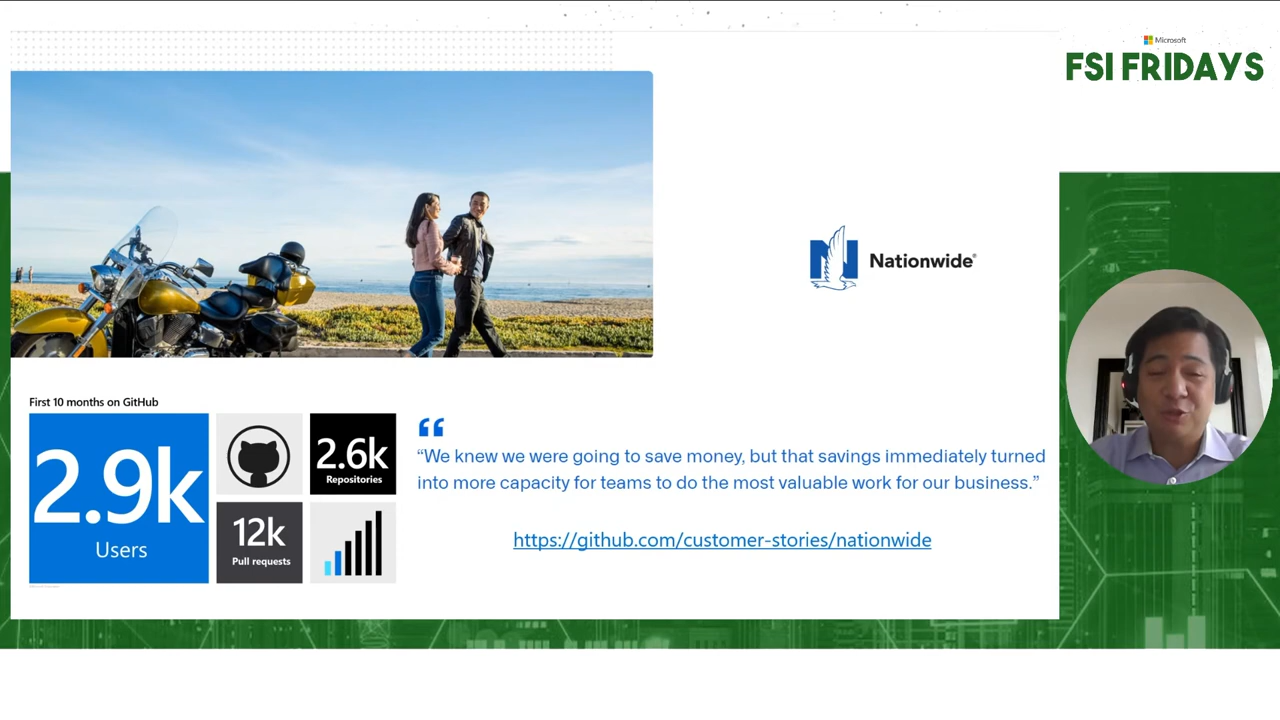 Microsoft
FSI FRIDAYS
Nationwide®
First 10 months on GitHub
2.9k
Users
2.6k
Repositories
12k
Pull requests
“We knew we were going to save money, but that savings immediately turned
into more capacity for teams to do the most valuable work for our business.”
https://github.com/customer-stories/nationwide